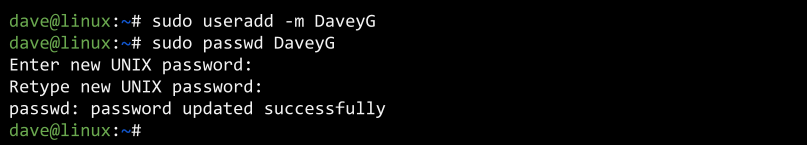 dave@linux:~# sudo useradd -m DaveyG
dave@linux:~# sudo passwd DaveyG
Enter new UNIX password:
Retype new UNIX password:
passwd: password updated successfully
dave@linux:~#